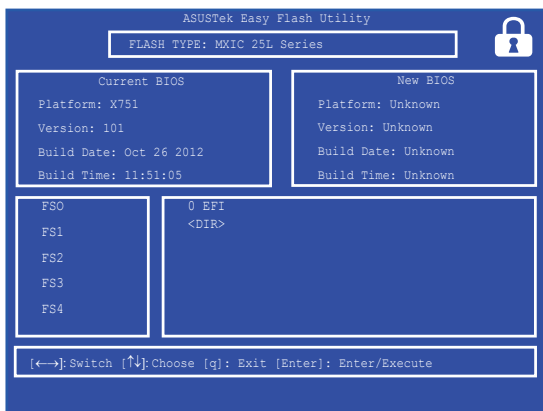 ASUSTek Easy Flash Utility
FLASH TYPE: MXIC 25L Series
Current BIOS
Platform: X751
Version: 101
Build Date: Oct 26 2012
Build Time: 11:51:05
New BIOS
Platform: Unknown
Version: Unknown
Build Date: Unknown
Build Time: Unknown
FSO
FS1
FS2
FS3
FS4
0 EFI
<DIR>
[←→]: Switch [↑↓]: Choose [q]: Exit [Enter]: Enter/Execute